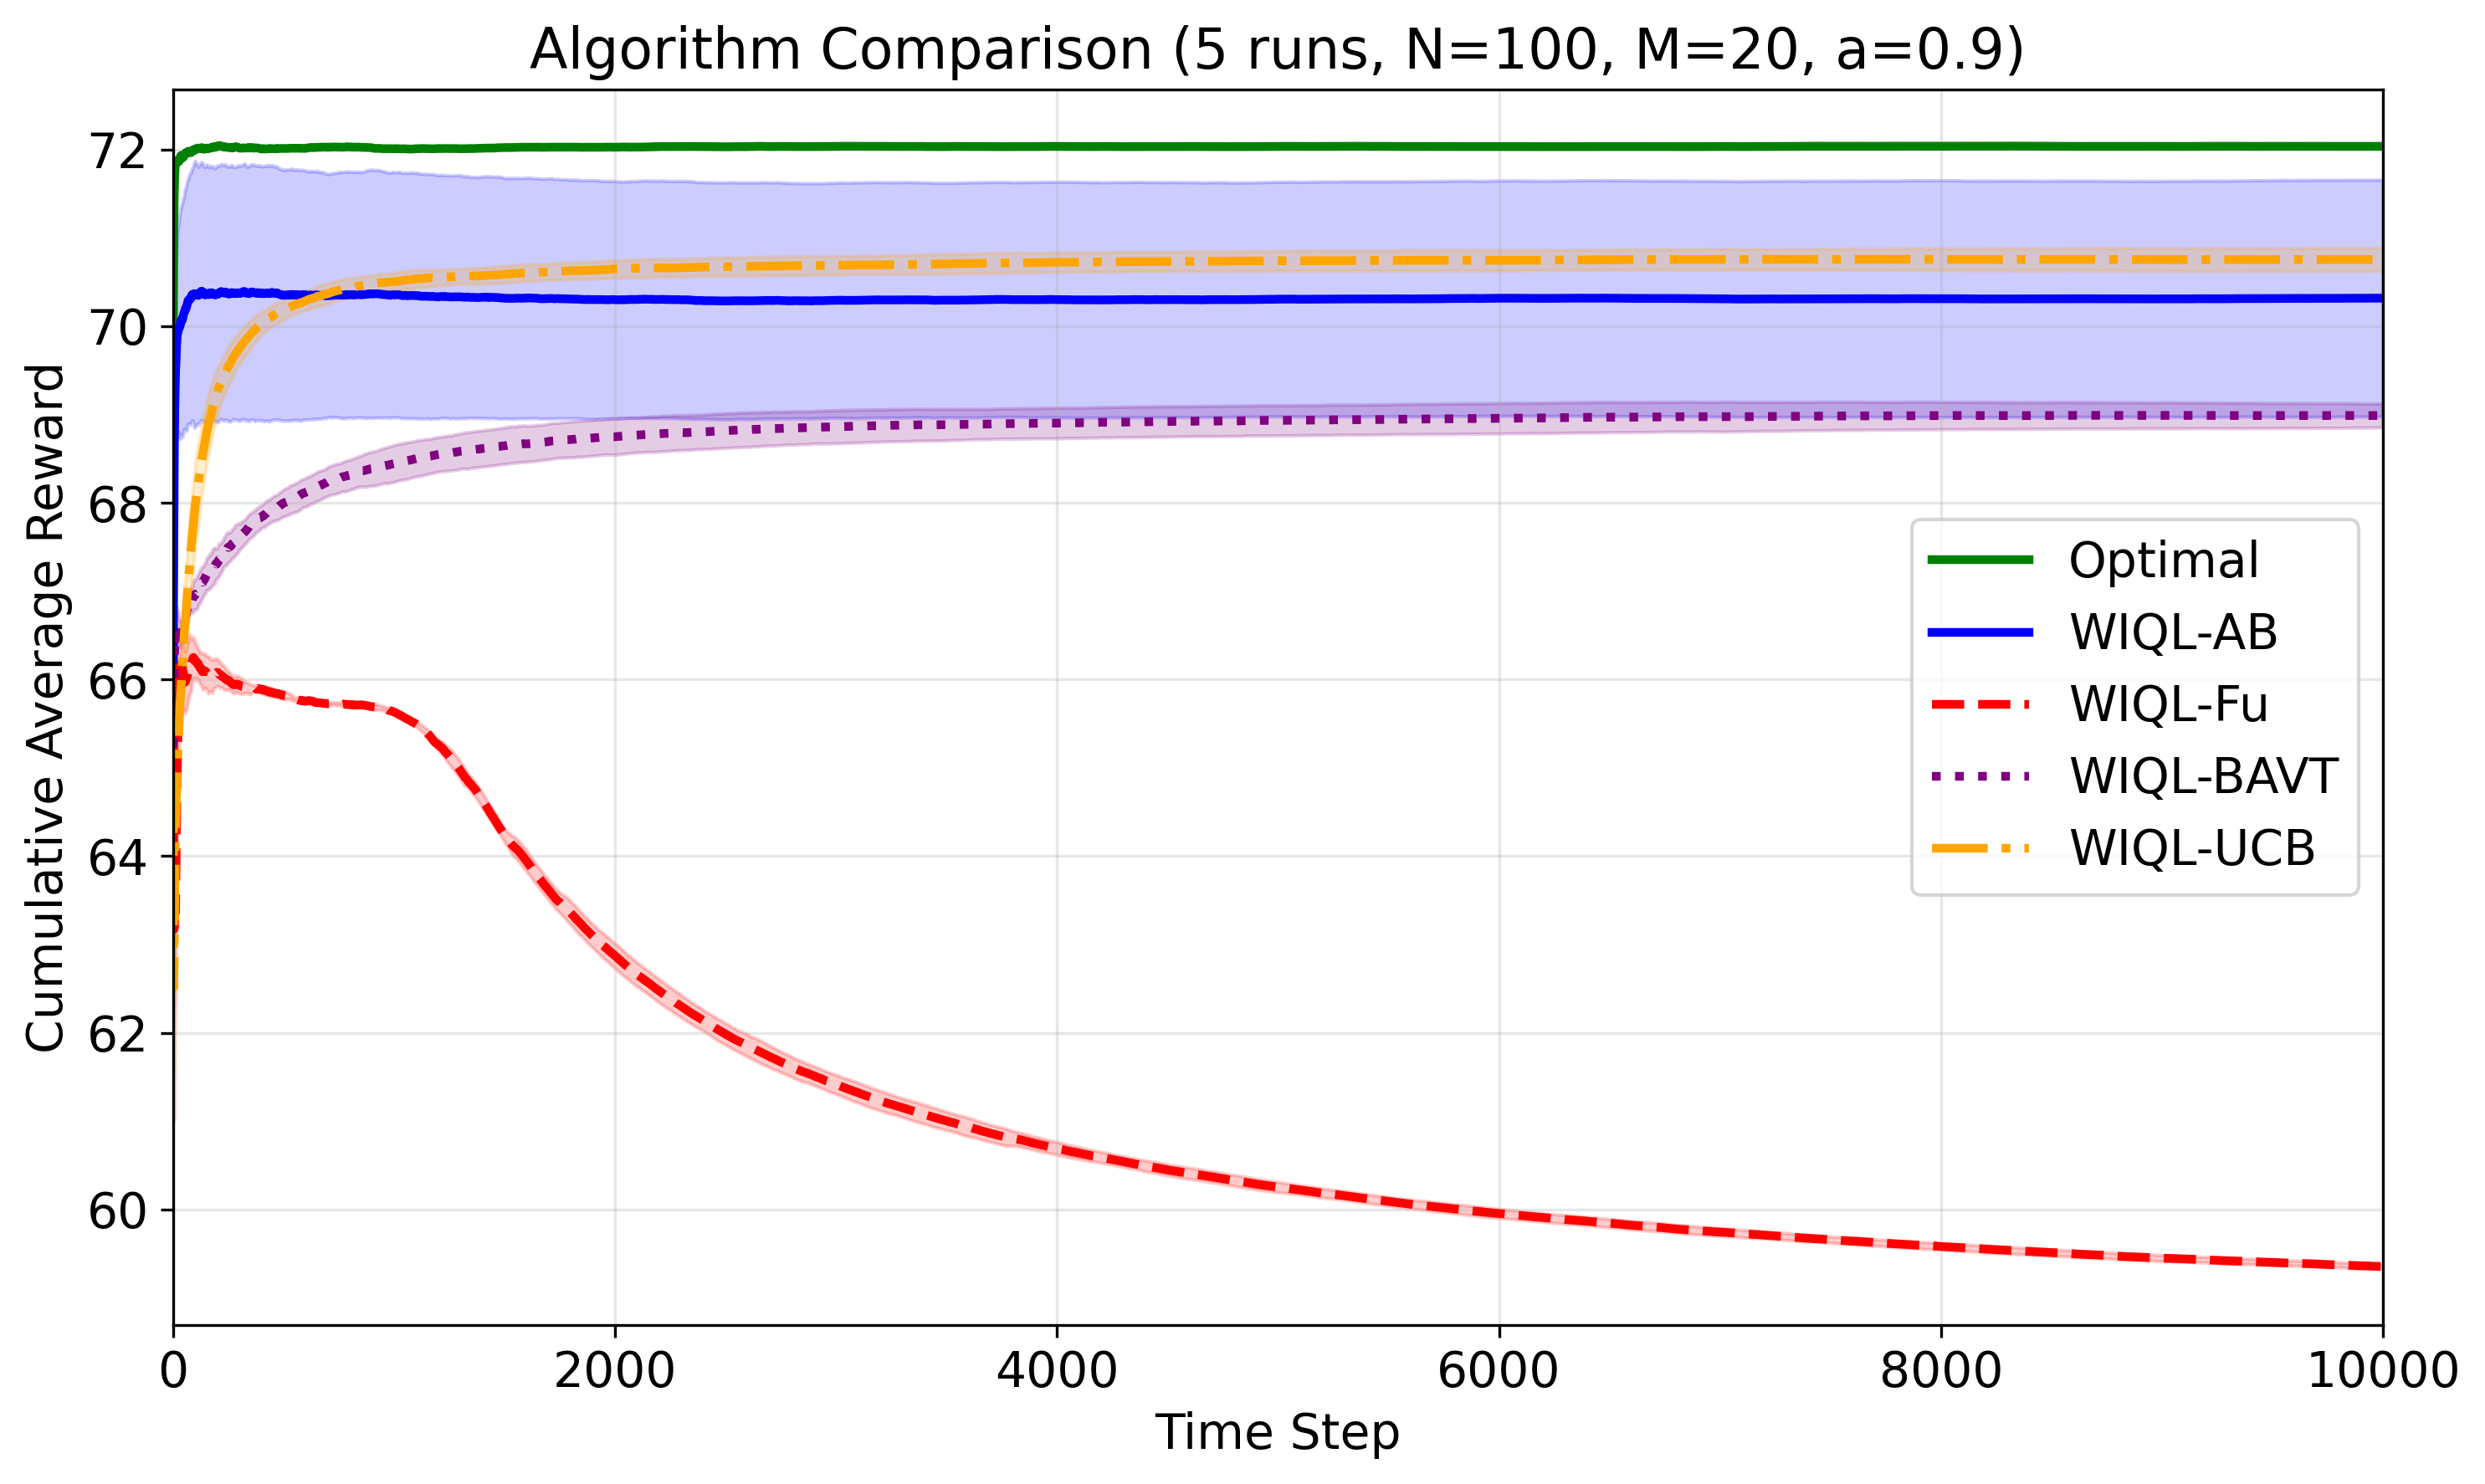 Algorithm Comparison (5 runs, N=100, M=20, a=0.9)
Cumulative Average Reward
72
70
68
66
64
62
60
Optimal
WIQL-AB
WIQL-Fu
WIQL-BAVT
WIQL-UCB
0 2000 4000 6000 8000 10000
Time Step